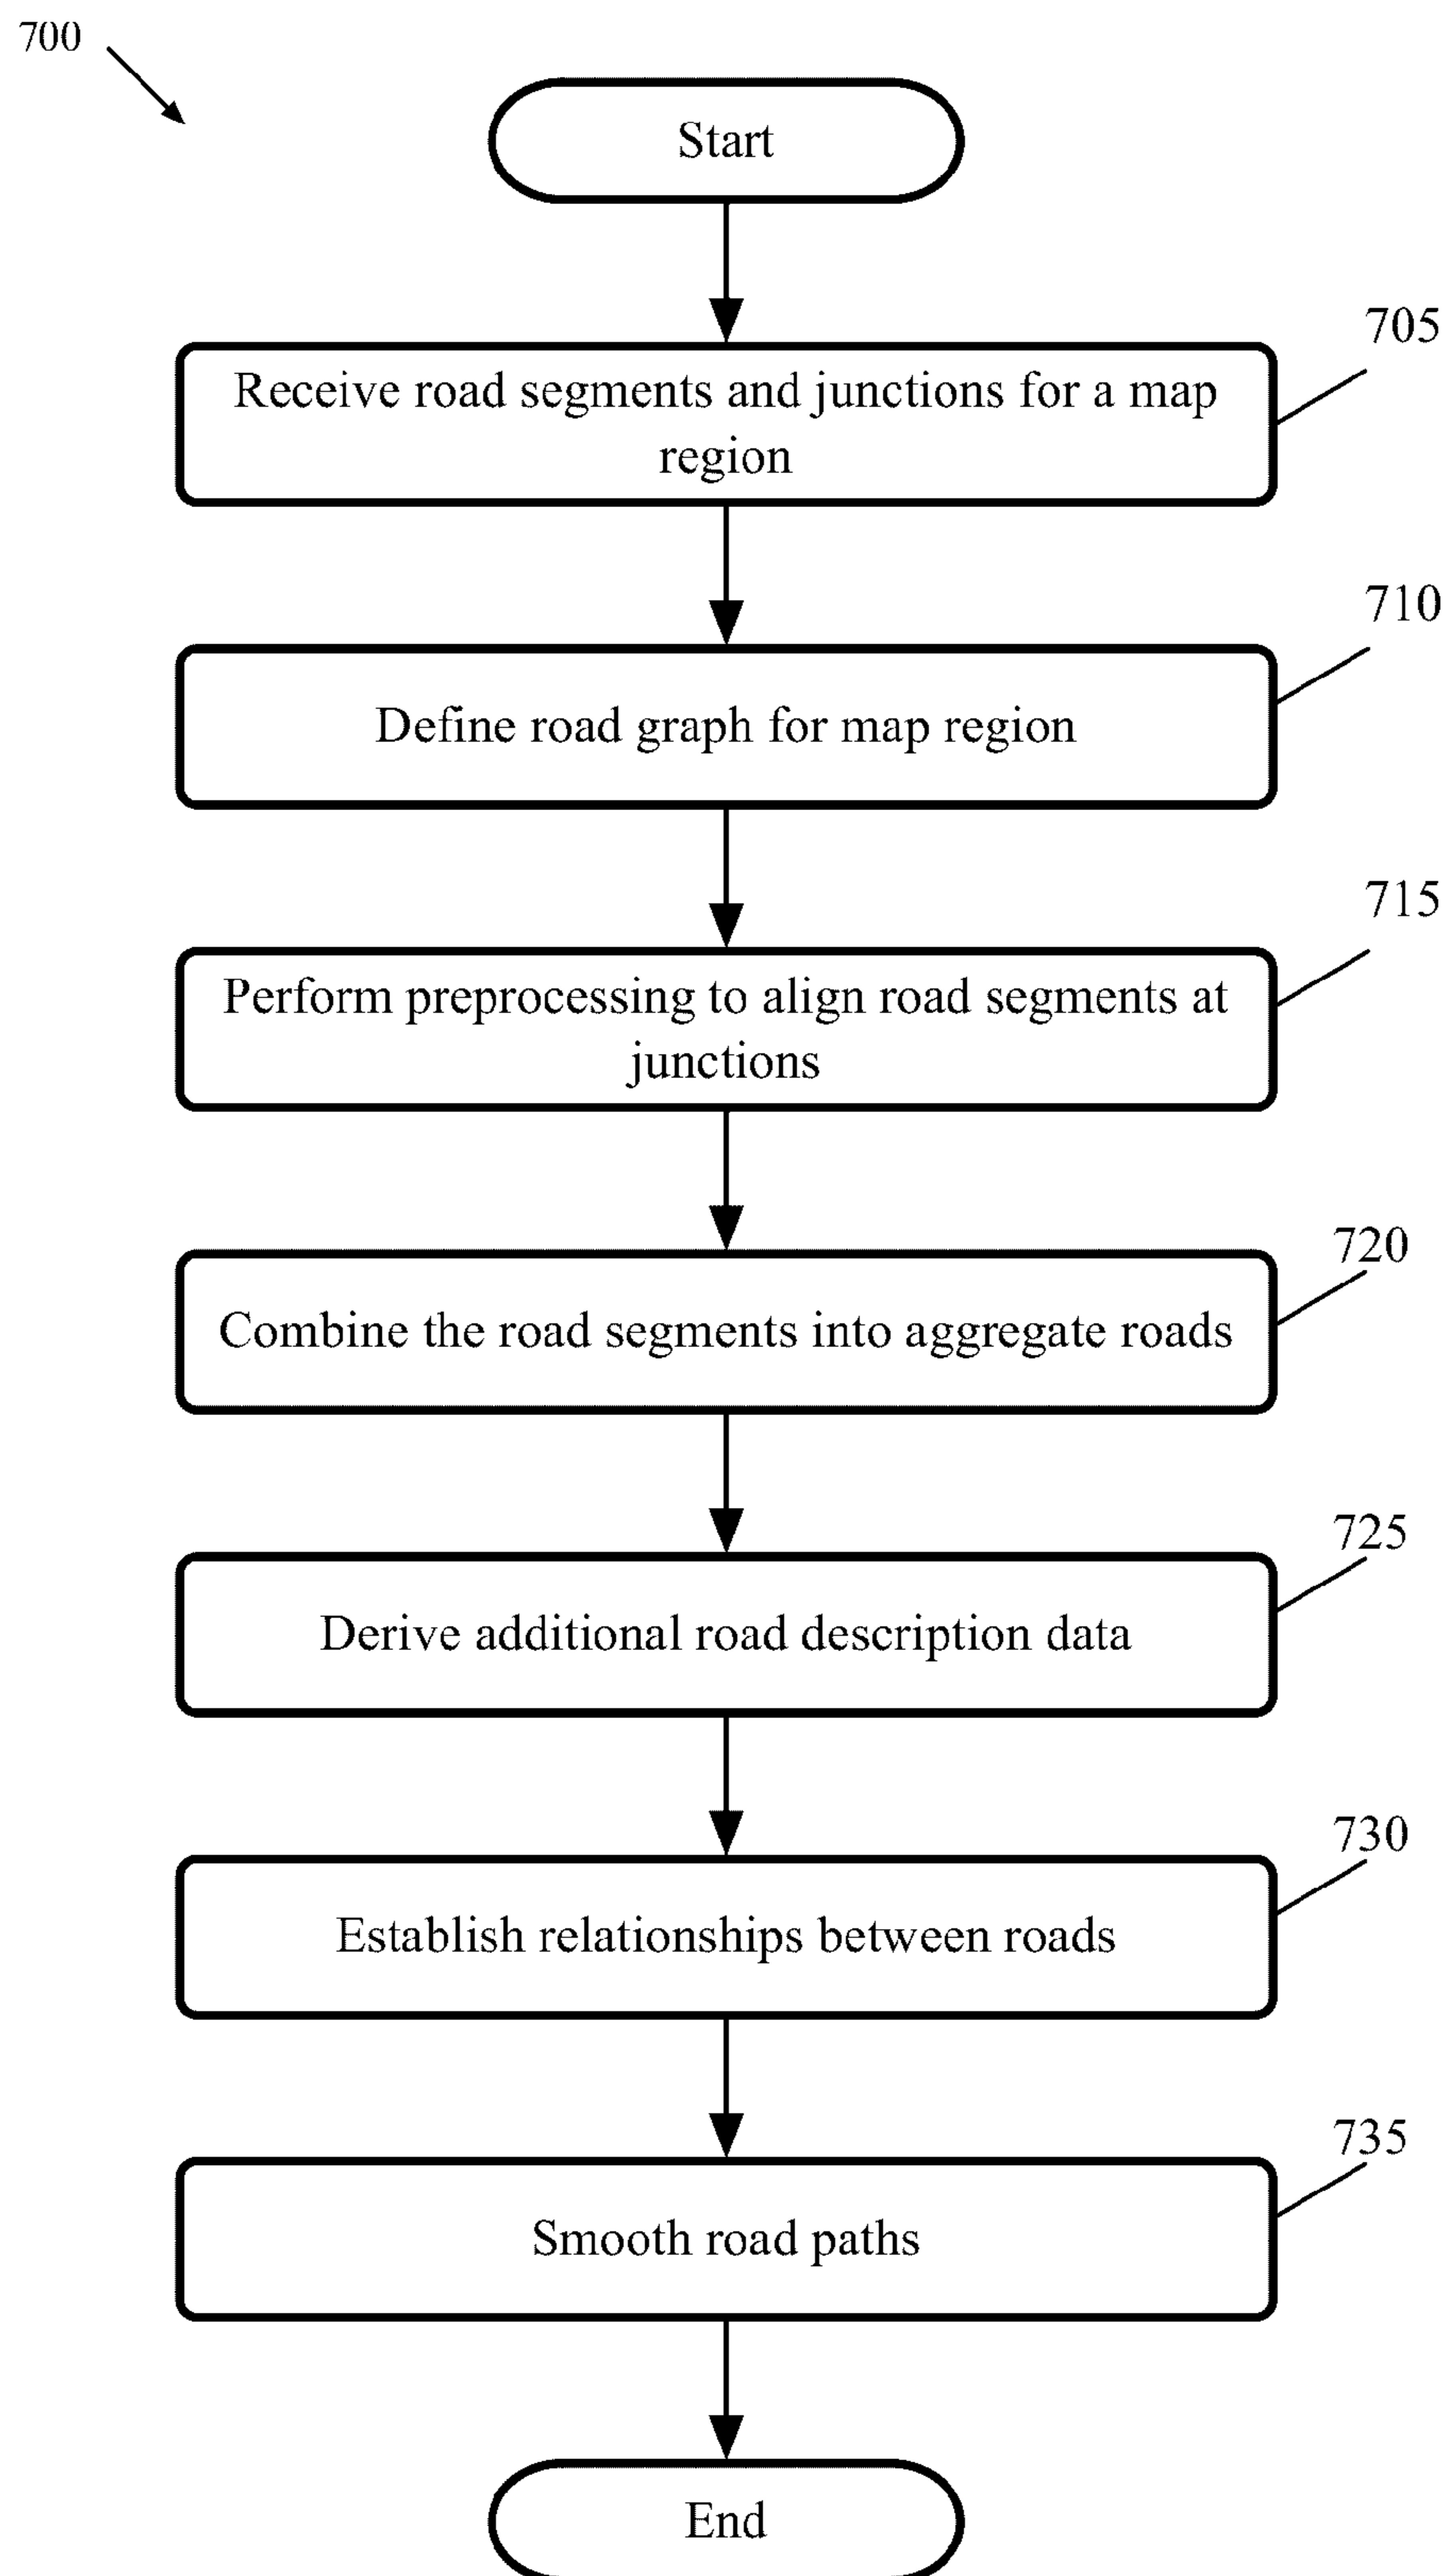 700
Start
705
Receive road segments and junctions for a map
region
710
Define road graph for map region
715
Perform preprocessing to align road segments at
junctions
720
Combine the road segments into aggregate roads
725
Derive additional road description data
730
Establish relationships between roads
735
Smooth road paths
End